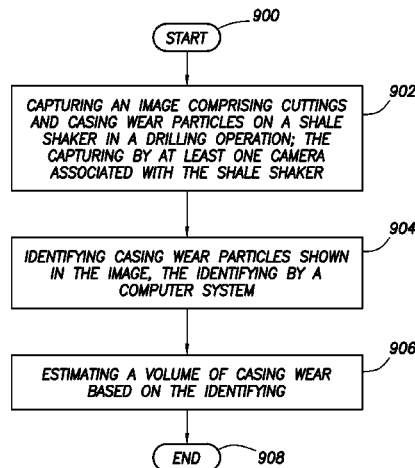 900
START
902
CAPTURING AN IMAGE COMPRISING CUTTINGS
AND CASING WEAR PARTICLES ON A SHALE
SHAKER IN A DRILLING OPERATION; THE
CAPTURING BY AT LEAST ONE CAMERA
ASSOCIATED WITH THE SHALE SHAKER
904
IDENTIFYING CASING WEAR PARTICLES SHOWN
IN THE IMAGE, THE IDENTIFYING BY A
COMPUTER SYSTEM
906
ESTIMATING A VOLUME OF CASING WEAR
BASED ON THE IDENTIFYING
END
908